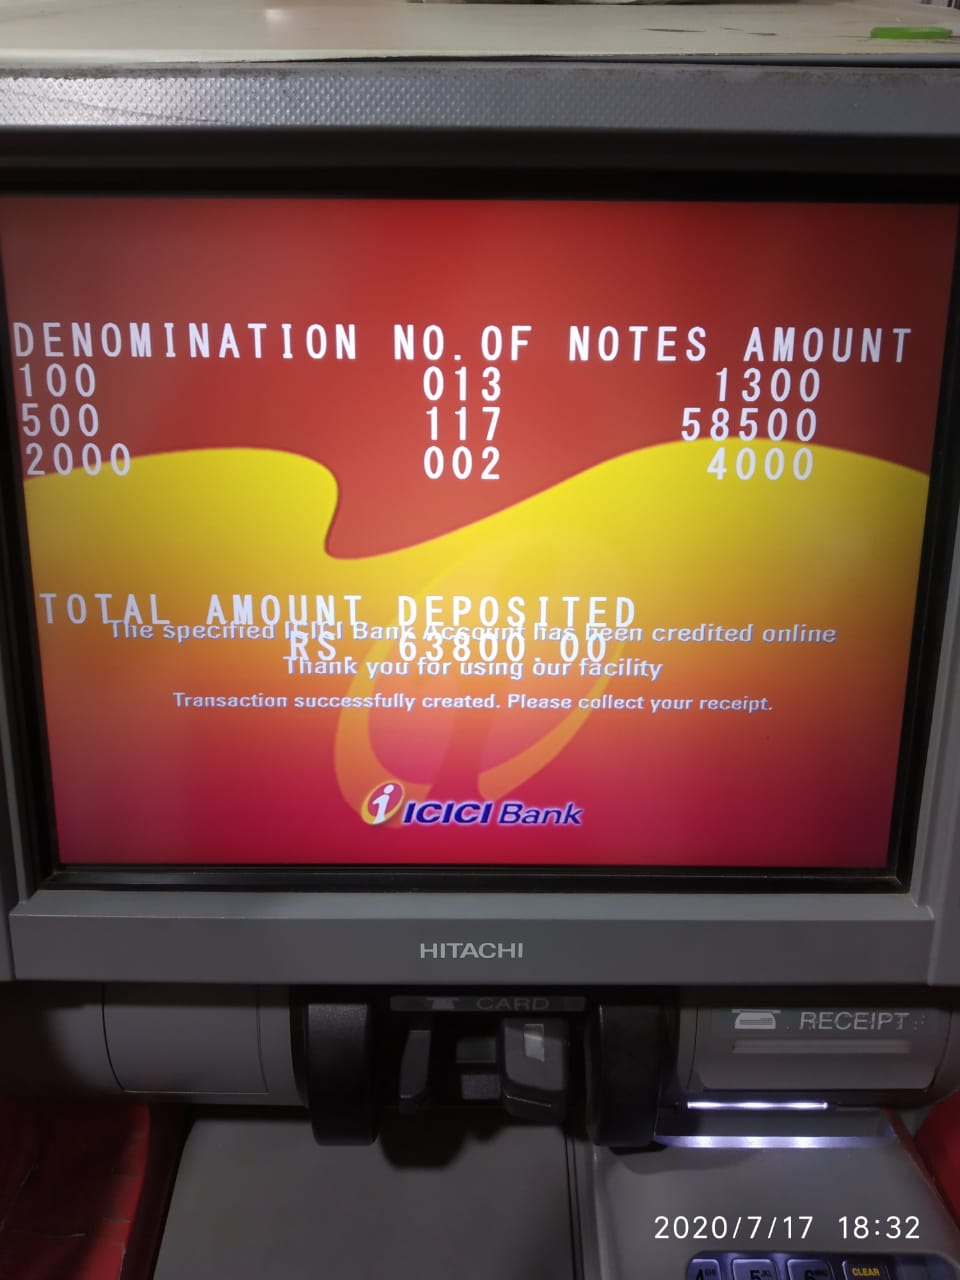 DENOMINATION NO.OF NOTES AMOUNT
100 013 1300
500 117 58500
2000 002 4000
TOTAL AMOUNT DEPOSITED
The specified ICICI Bank Account has been credited online
RS. 63800.00
Thank you for using our facility
Transaction successfully created. Please collect your receipt.
i ICICI Bank
HITACHI
CARD
RECEIPT
2020/7/17 18:32
CLEAR